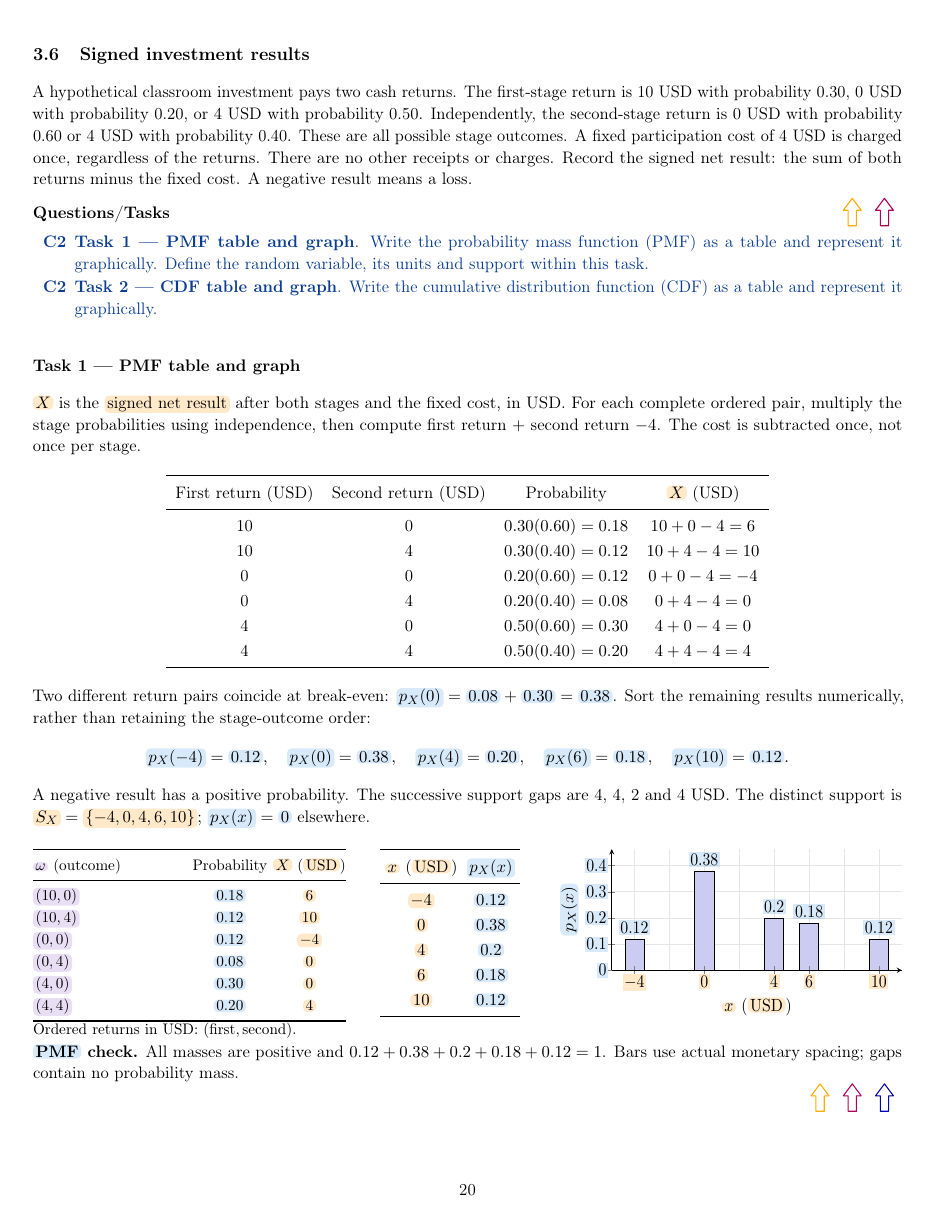 3.6 Signed investment results
A hypothetical classroom investment pays two cash returns. The first-stage return is 10 USD with probability 0.30, 0 USD
with probability 0.20, or 4 USD with probability 0.50. Independently, the second-stage return is 0 USD with probability
0.60 or 4 USD with probability 0.40. These are all possible stage outcomes. A fixed participation cost of 4 USD is charged
once, regardless of the returns. There are no other receipts or charges. Record the signed net result: the sum of both
returns minus the fixed cost. A negative result means a loss.
Questions/Tasks
C2 Task 1 — PMF table and graph. Write the probability mass function (PMF) as a table and represent it
graphically. Define the random variable, its units and support within this task.
C2 Task 2 — CDF table and graph. Write the cumulative distribution function (CDF) as a table and represent it
graphically.
Task 1 — PMF table and graph
X is the signed net result after both stages and the fixed cost, in USD. For each complete ordered pair, multiply the
stage probabilities using independence, then compute first return + second return −4. The cost is subtracted once, not
once per stage.
First return (USD) Second return (USD) Probability X (USD)
10 0 0.30(0.60) = 0.18 10 + 0 − 4 = 6
10 4 0.30(0.40) = 0.12 10 + 4 − 4 = 10
0 0 0.20(0.60) = 0.12 0 + 0 − 4 = −4
0 4 0.20(0.40) = 0.08 0 + 4 − 4 = 0
4 0 0.50(0.60) = 0.30 4 + 0 − 4 = 0
4 4 0.50(0.40) = 0.20 4 + 4 − 4 = 4
Two different return pairs coincide at break-even: p_X(0) = 0.08 + 0.30 = 0.38. Sort the remaining results numerically,
rather than retaining the stage-outcome order:
p_X(−4) = 0.12, p_X(0) = 0.38, p_X(4) = 0.20, p_X(6) = 0.18, p_X(10) = 0.12.
A negative result has a positive probability. The successive support gaps are 4, 4, 2 and 4 USD. The distinct support is
S_X = {−4, 0, 4, 6, 10}; p_X(x) = 0 elsewhere.
ω (outcome) Probability X (USD)
(10, 0) 0.18 6
(10, 4) 0.12 10
(0, 0) 0.12 −4
(0, 4) 0.08 0
(4, 0) 0.30 0
(4, 4) 0.20 4
Ordered returns in USD: (first, second).
x (USD) p_X(x)
−4 0.12
0 0.38
4 0.2
6 0.18
10 0.12
p_X(x)
0.4
0.3
0.2
0.1
0
0.12
0.38
0.2
0.18
0.12
−4 0 4 6 10
x (USD)
PMF check. All masses are positive and 0.12 + 0.38 + 0.2 + 0.18 + 0.12 = 1. Bars use actual monetary spacing; gaps
contain no probability mass.
20